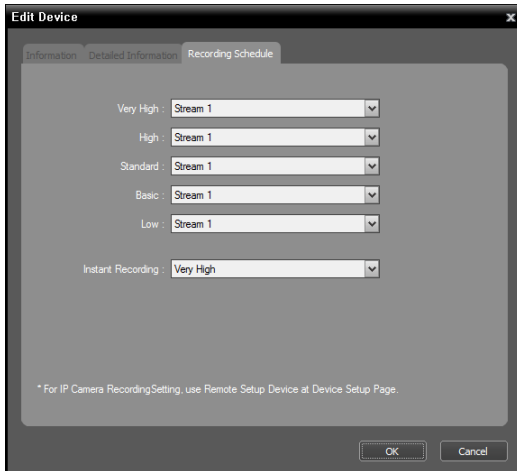 Edit Device x
Information Detailed Information Recording Schedule
Very High : Stream 1
High : Stream 1
Standard : Stream 1
Basic : Stream 1
Low : Stream 1
Instant Recording : Very High
* For IP Camera RecordingSetting, use Remote Setup Device at Device Setup Page.
OK Cancel